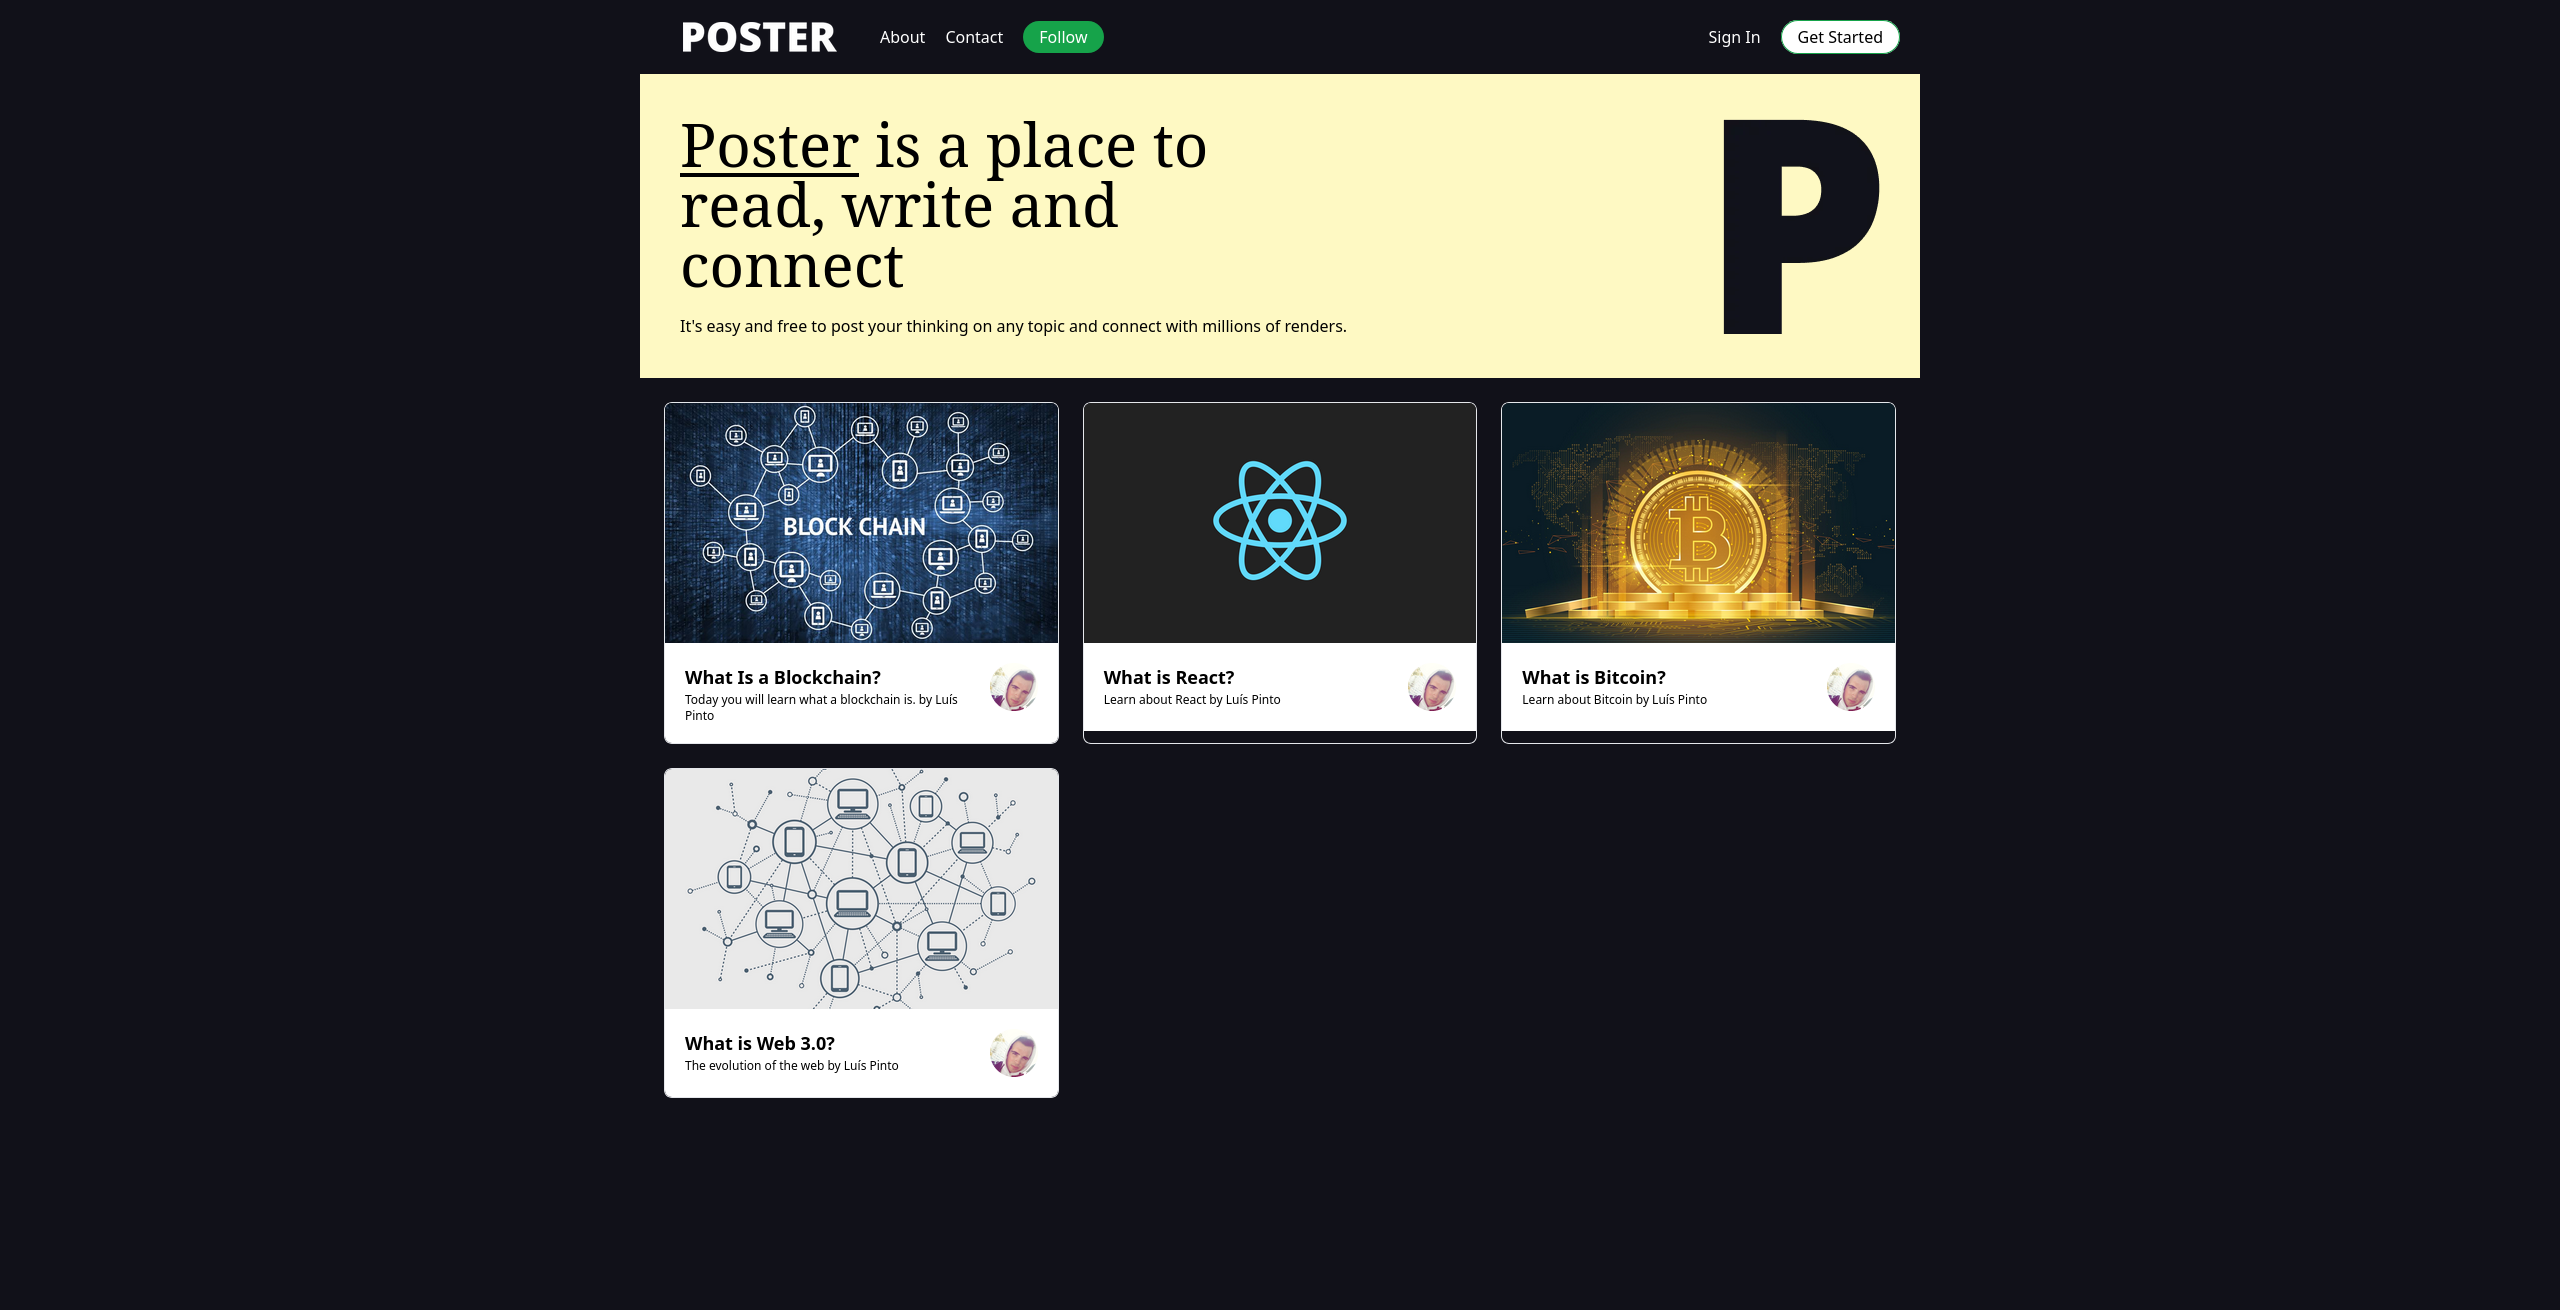 POSTER About Contact Follow Sign In Get Started
Poster is a place to
read, write and
connect
P
It's easy and free to post your thinking on any topic and connect with millions of renders.
BLOCK CHAIN
What Is a Blockchain?
Today you will learn what a blockchain is. by Luís
Pinto
What is React?
Learn about React by Luís Pinto
What is Bitcoin?
Learn about Bitcoin by Luís Pinto
What is Web 3.0?
The evolution of the web by Luís Pinto